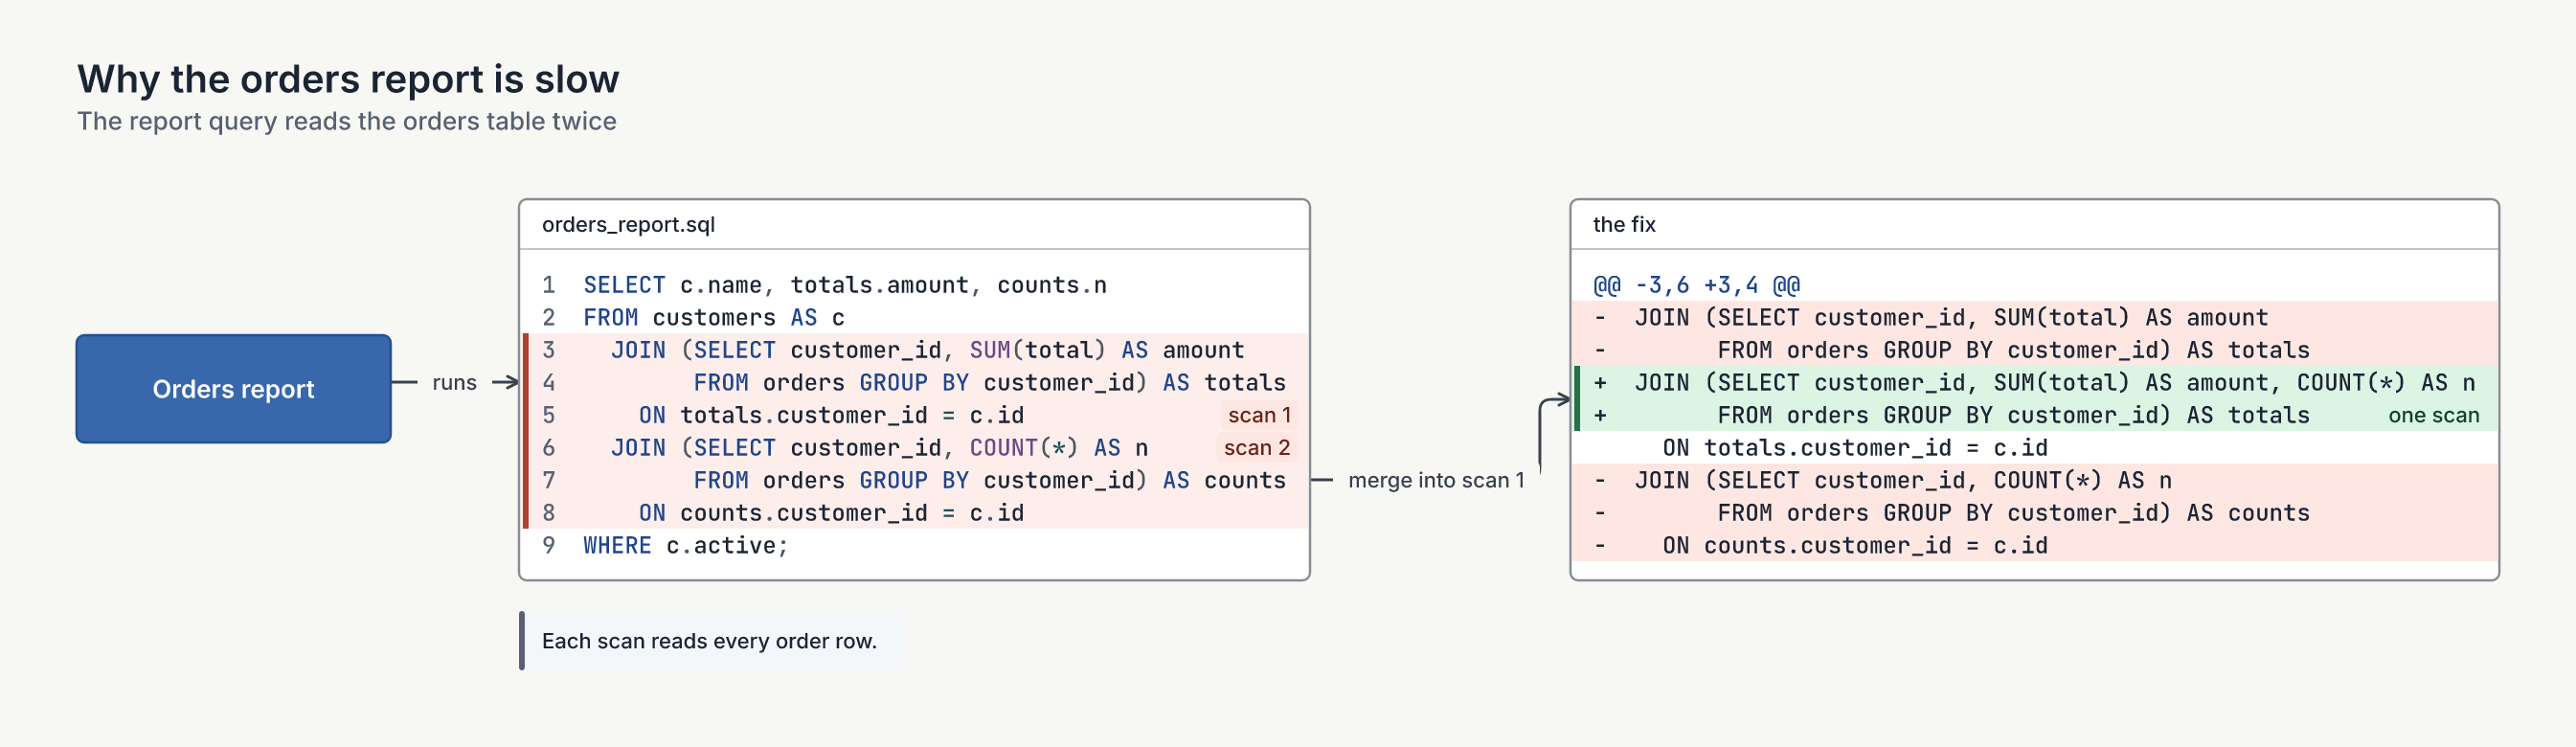 Why the orders report is slow
The report query reads the orders table twice
Orders report
runs
orders_report.sql
1  SELECT c.name, totals.amount, counts.n
2  FROM customers AS c
3    JOIN (SELECT customer_id, SUM(total) AS amount
4          FROM orders GROUP BY customer_id) AS totals
5      ON totals.customer_id = c.id scan 1
6    JOIN (SELECT customer_id, COUNT(*) AS n scan 2
7          FROM orders GROUP BY customer_id) AS counts
8      ON counts.customer_id = c.id
9  WHERE c.active;
Each scan reads every order row.
merge into scan 1
the fix
@@ -3,6 +3,4 @@
-  JOIN (SELECT customer_id, SUM(total) AS amount
-        FROM orders GROUP BY customer_id) AS totals
+  JOIN (SELECT customer_id, SUM(total) AS amount, COUNT(*) AS n
+        FROM orders GROUP BY customer_id) AS totals one scan
     ON totals.customer_id = c.id
-  JOIN (SELECT customer_id, COUNT(*) AS n
-        FROM orders GROUP BY customer_id) AS counts
-    ON counts.customer_id = c.id